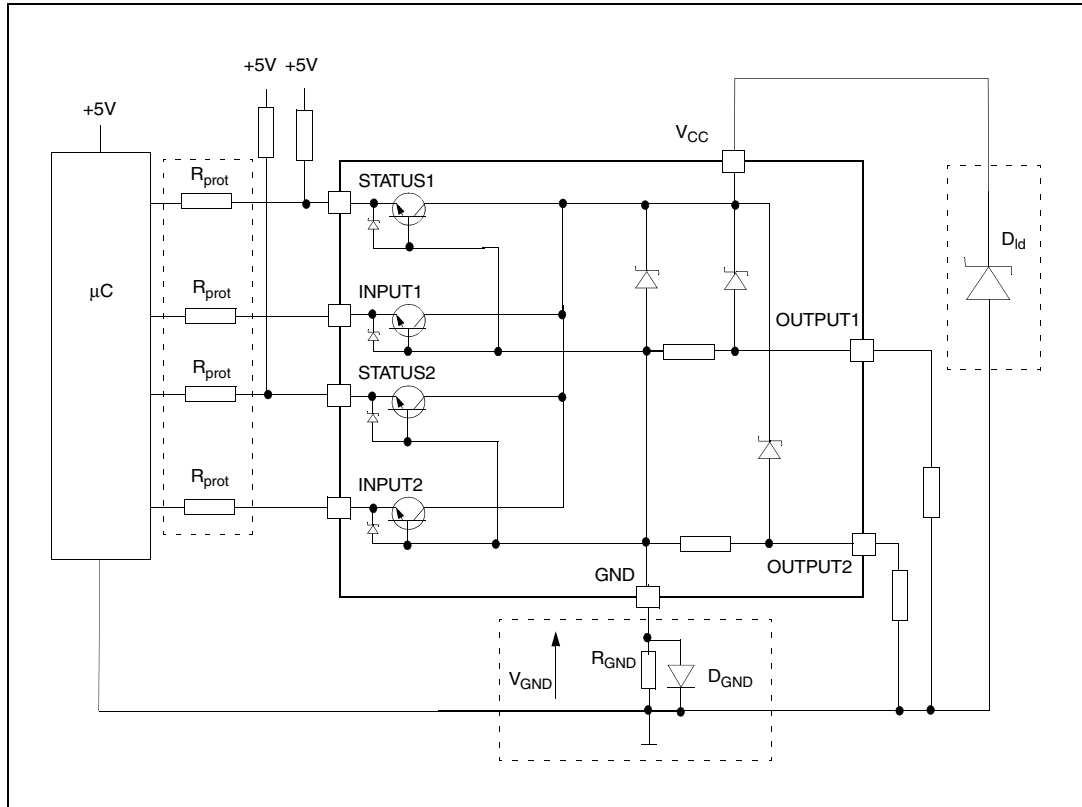 +5V +5V
+5V
V_CC
R_prot
STATUS1
D_ld
μC
R_prot
INPUT1
OUTPUT1
R_prot
STATUS2
R_prot
INPUT2
OUTPUT2
GND
R_GND
V_GND
D_GND